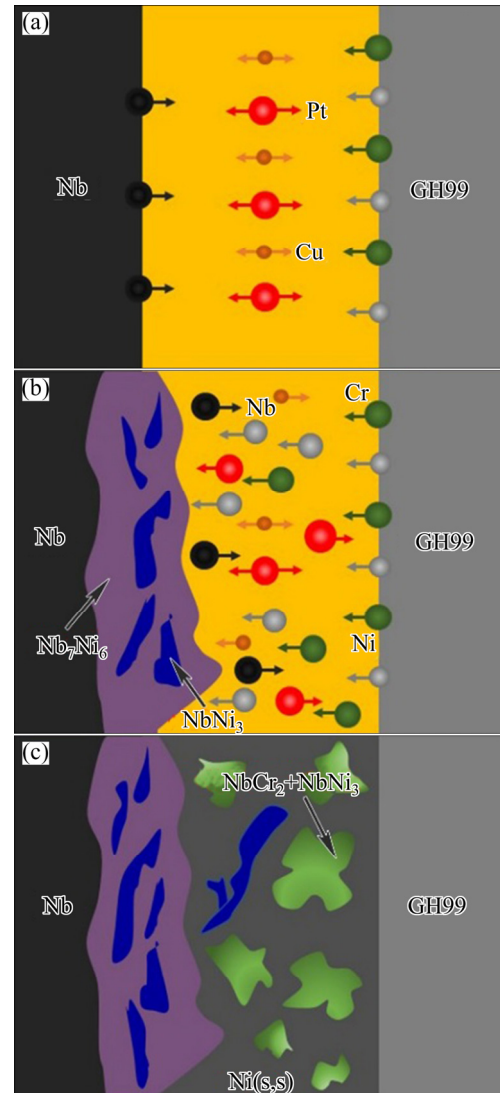 (a)
Pt
Nb
GH99
Cu
(b)
Cr
Nb
Nb
GH99
Nb₇Ni₆
Ni
NbNi₃
(c)
NbCr₂+NbNi₃
Nb
GH99
Ni(s,s)